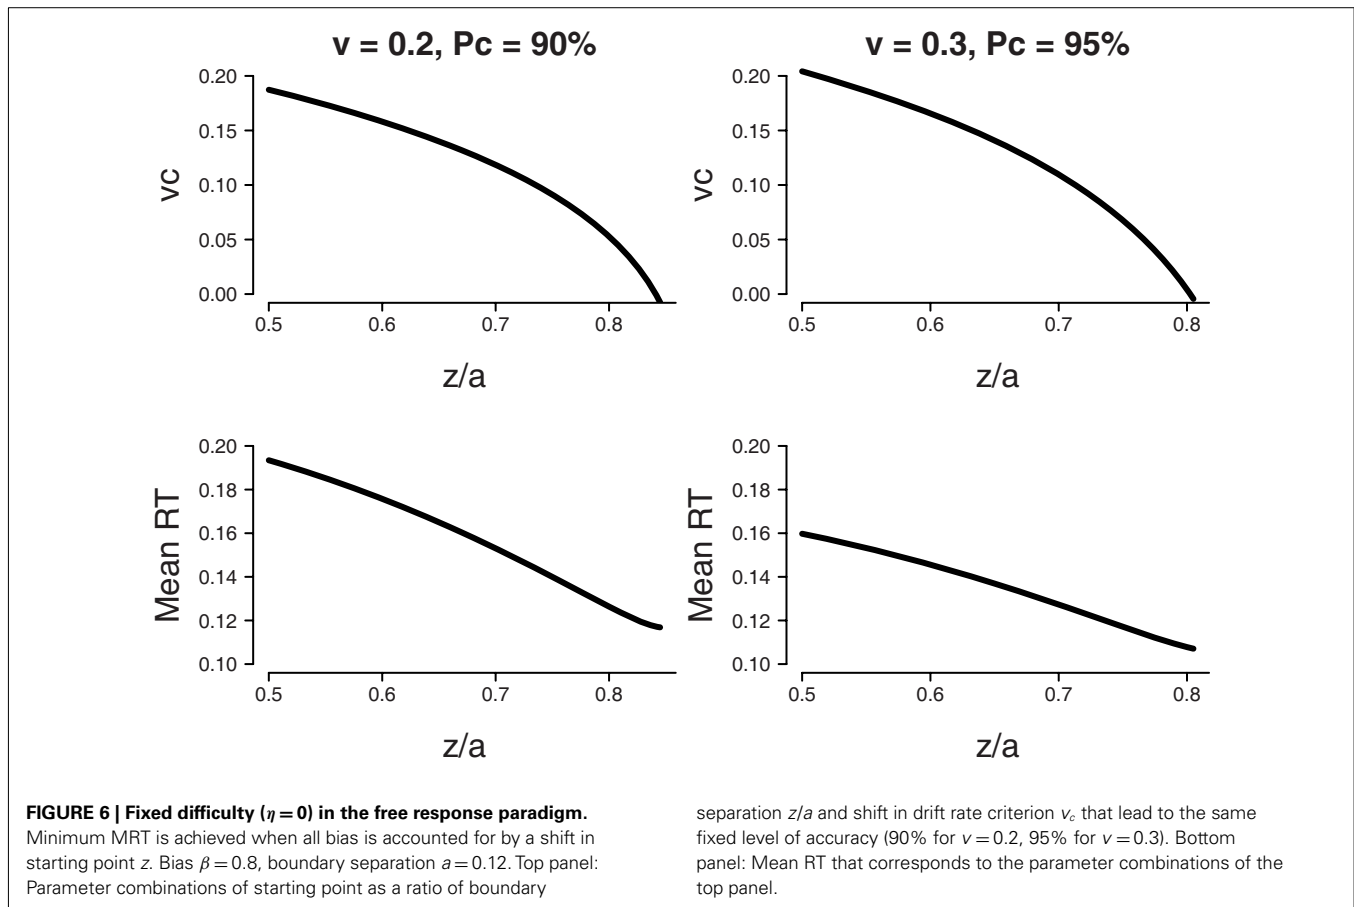 v = 0.2, Pc = 90%
0.20
0.15
0.10
0.05
0.00
vc
0.5 0.6 0.7 0.8
z/a
v = 0.3, Pc = 95%
0.20
0.15
0.10
0.05
0.00
vc
0.5 0.6 0.7 0.8
z/a
0.20
0.18
0.16
0.14
0.12
0.10
Mean RT
0.5 0.6 0.7 0.8
z/a
0.20
0.18
0.16
0.14
0.12
0.10
Mean RT
0.5 0.6 0.7 0.8
z/a
FIGURE 6 | Fixed difficulty (η = 0) in the free response paradigm.
Minimum MRT is achieved when all bias is accounted for by a shift in
starting point z. Bias β = 0.8, boundary separation a = 0.12. Top panel:
Parameter combinations of starting point as a ratio of boundary
separation z/a and shift in drift rate criterion vc that lead to the same
fixed level of accuracy (90% for v = 0.2, 95% for v = 0.3). Bottom
panel: Mean RT that corresponds to the parameter combinations of the
top panel.